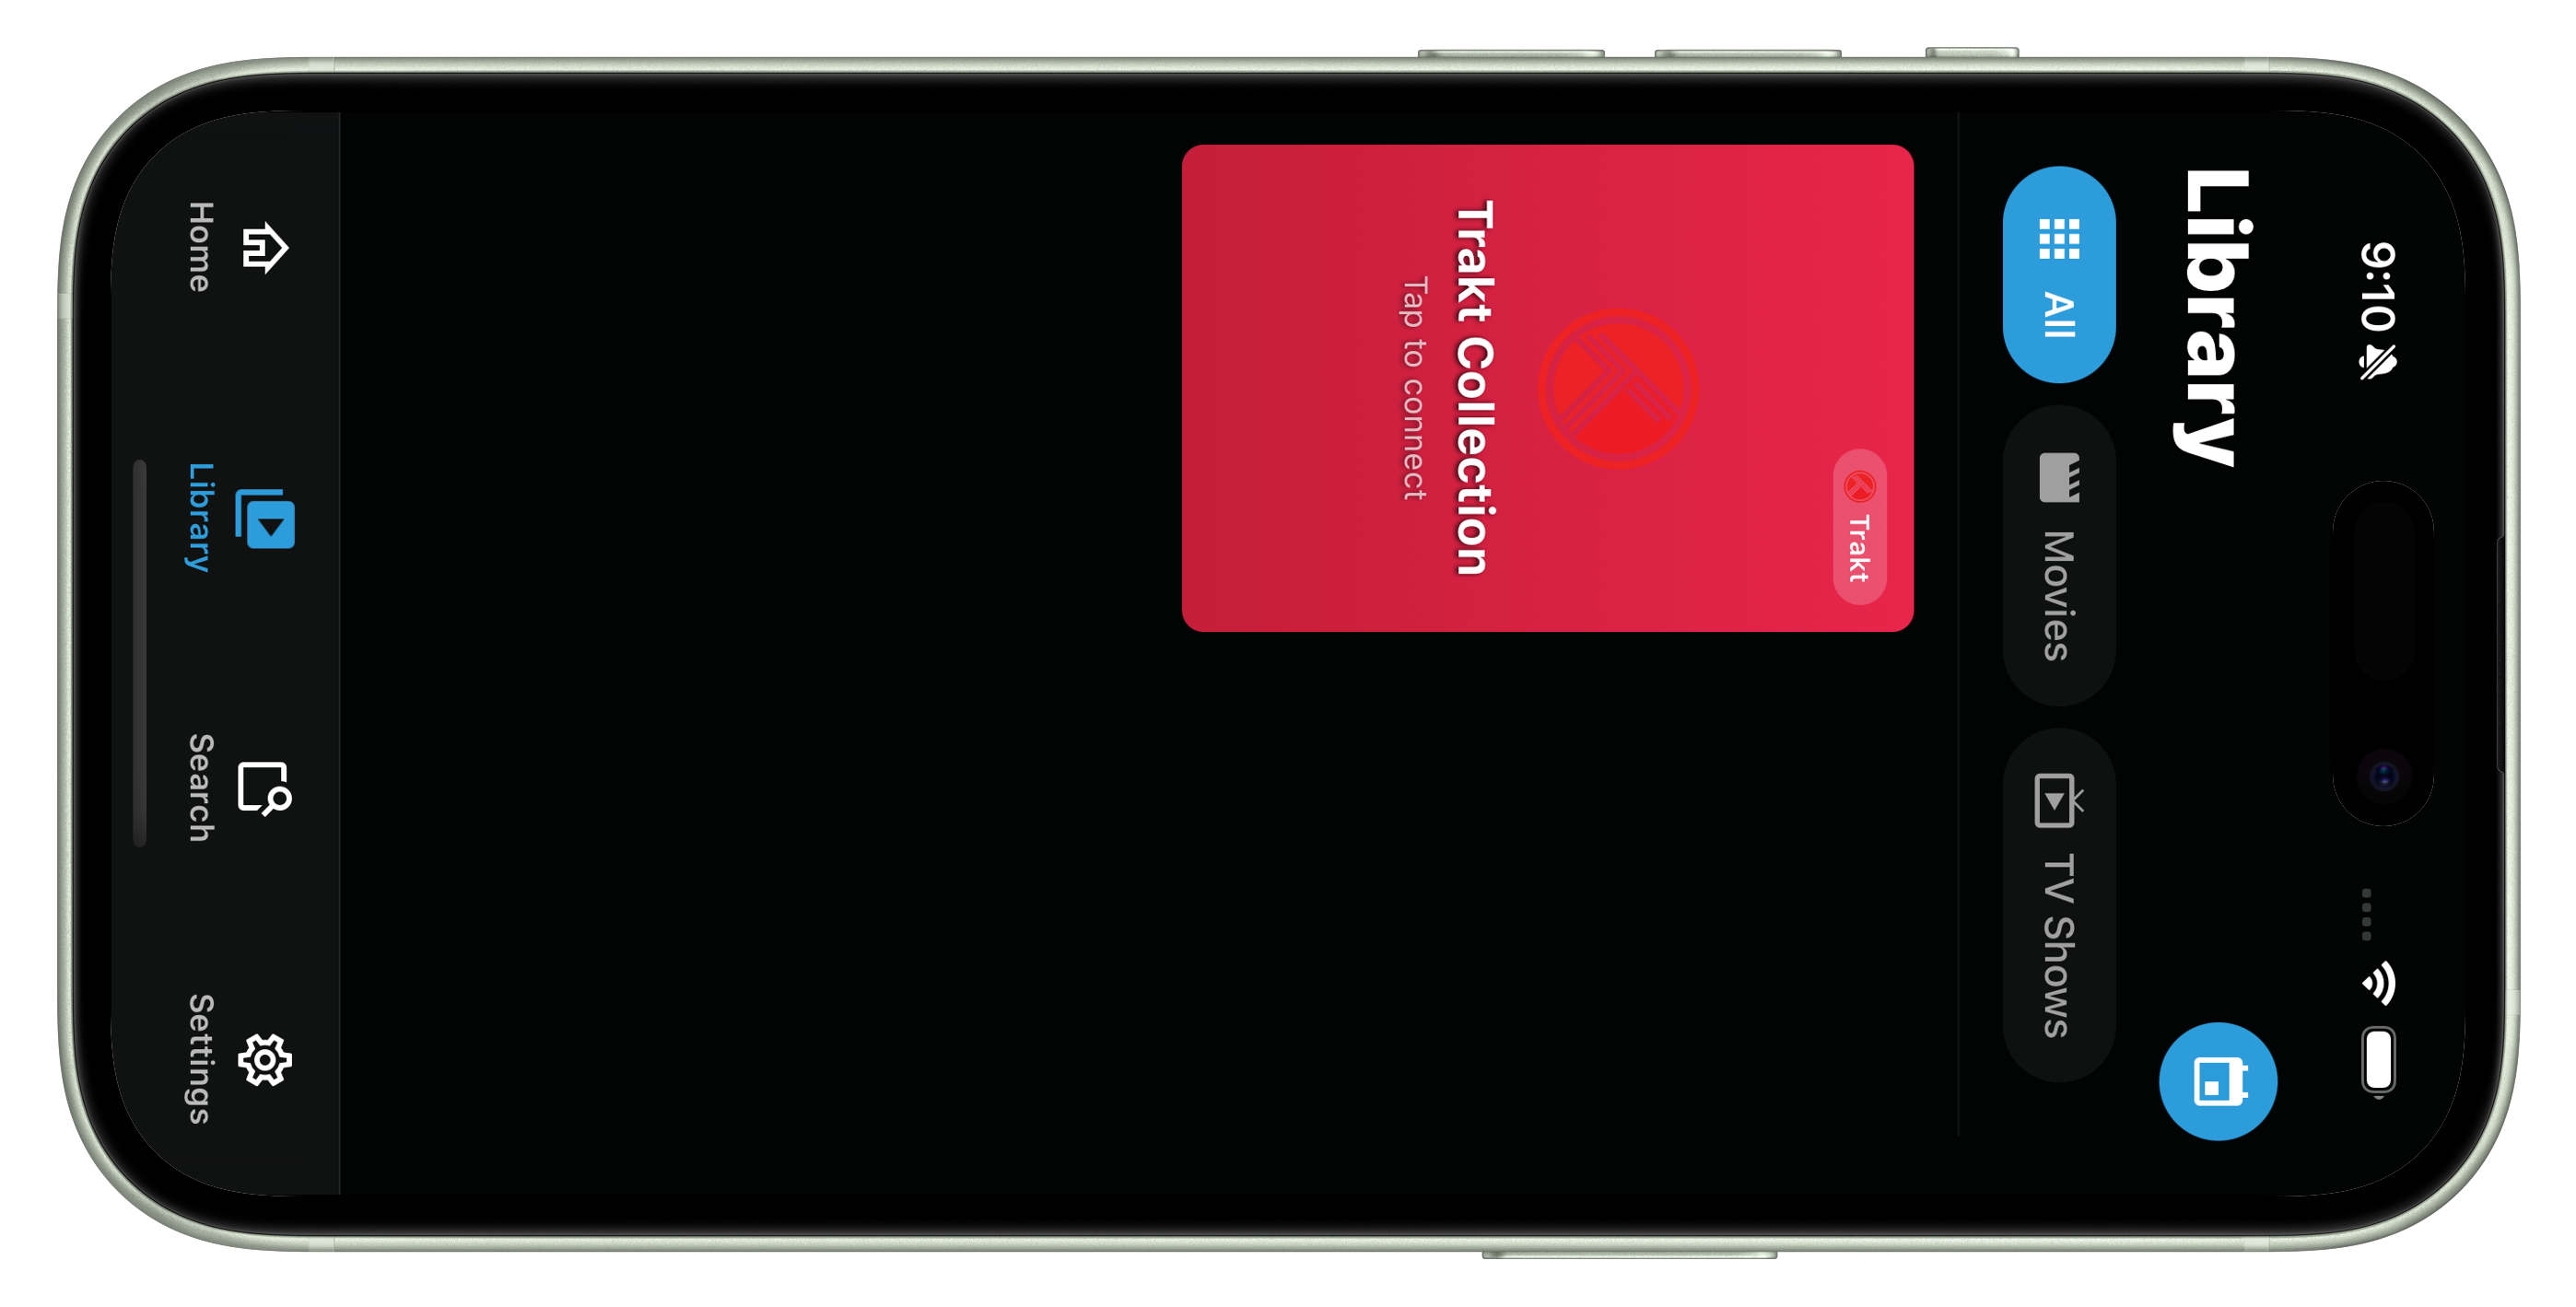 9:10
Library
All
Movies
TV Shows
Trakt
Trakt Collection
Tap to connect
Home
Library
Search
Settings